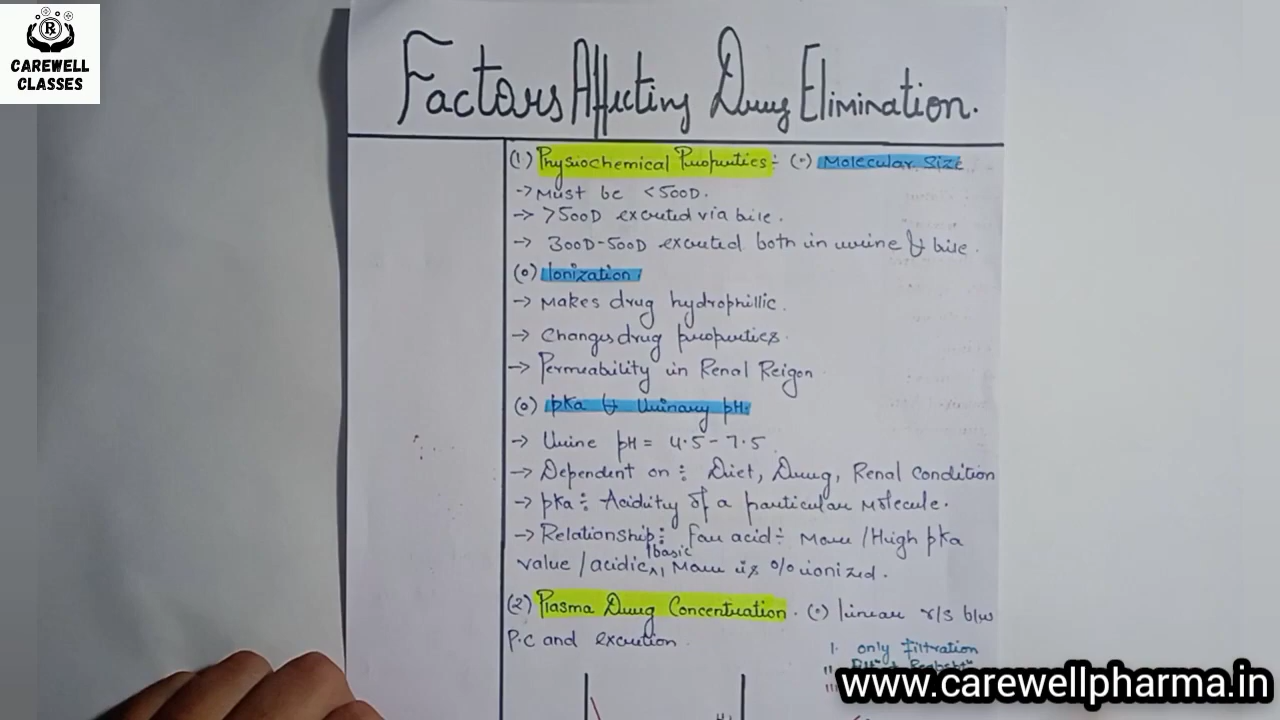 CAREWELL
CLASSES
Factors Affecting Drug Elimination.
(1) Physiochemical Properties:- (o) Molecular Size
-> Must be <500D.
-> >500D excreted via bile.
-> 300D-500D excreted both in urine & bile.
(o) Ionization
-> Makes drug hydrophillic.
-> Changes drug properties.
-> Permeability in Renal Reigon
(o) pKa & Urinary pH.
-> Urine pH = 4.5-7.5
-> Dependent on: Diet, Drug, Renal Condition
-> pKa: Acidity of a particular Molecule.
-> Relationship: For acid: More/High pKa
basic
value/acidic, More is % ionized.
(2) Plasma Drug Concentration. (o) linear r/s b/w
P.C and excretion.
1. only Filtration
www.carewellpharma.in